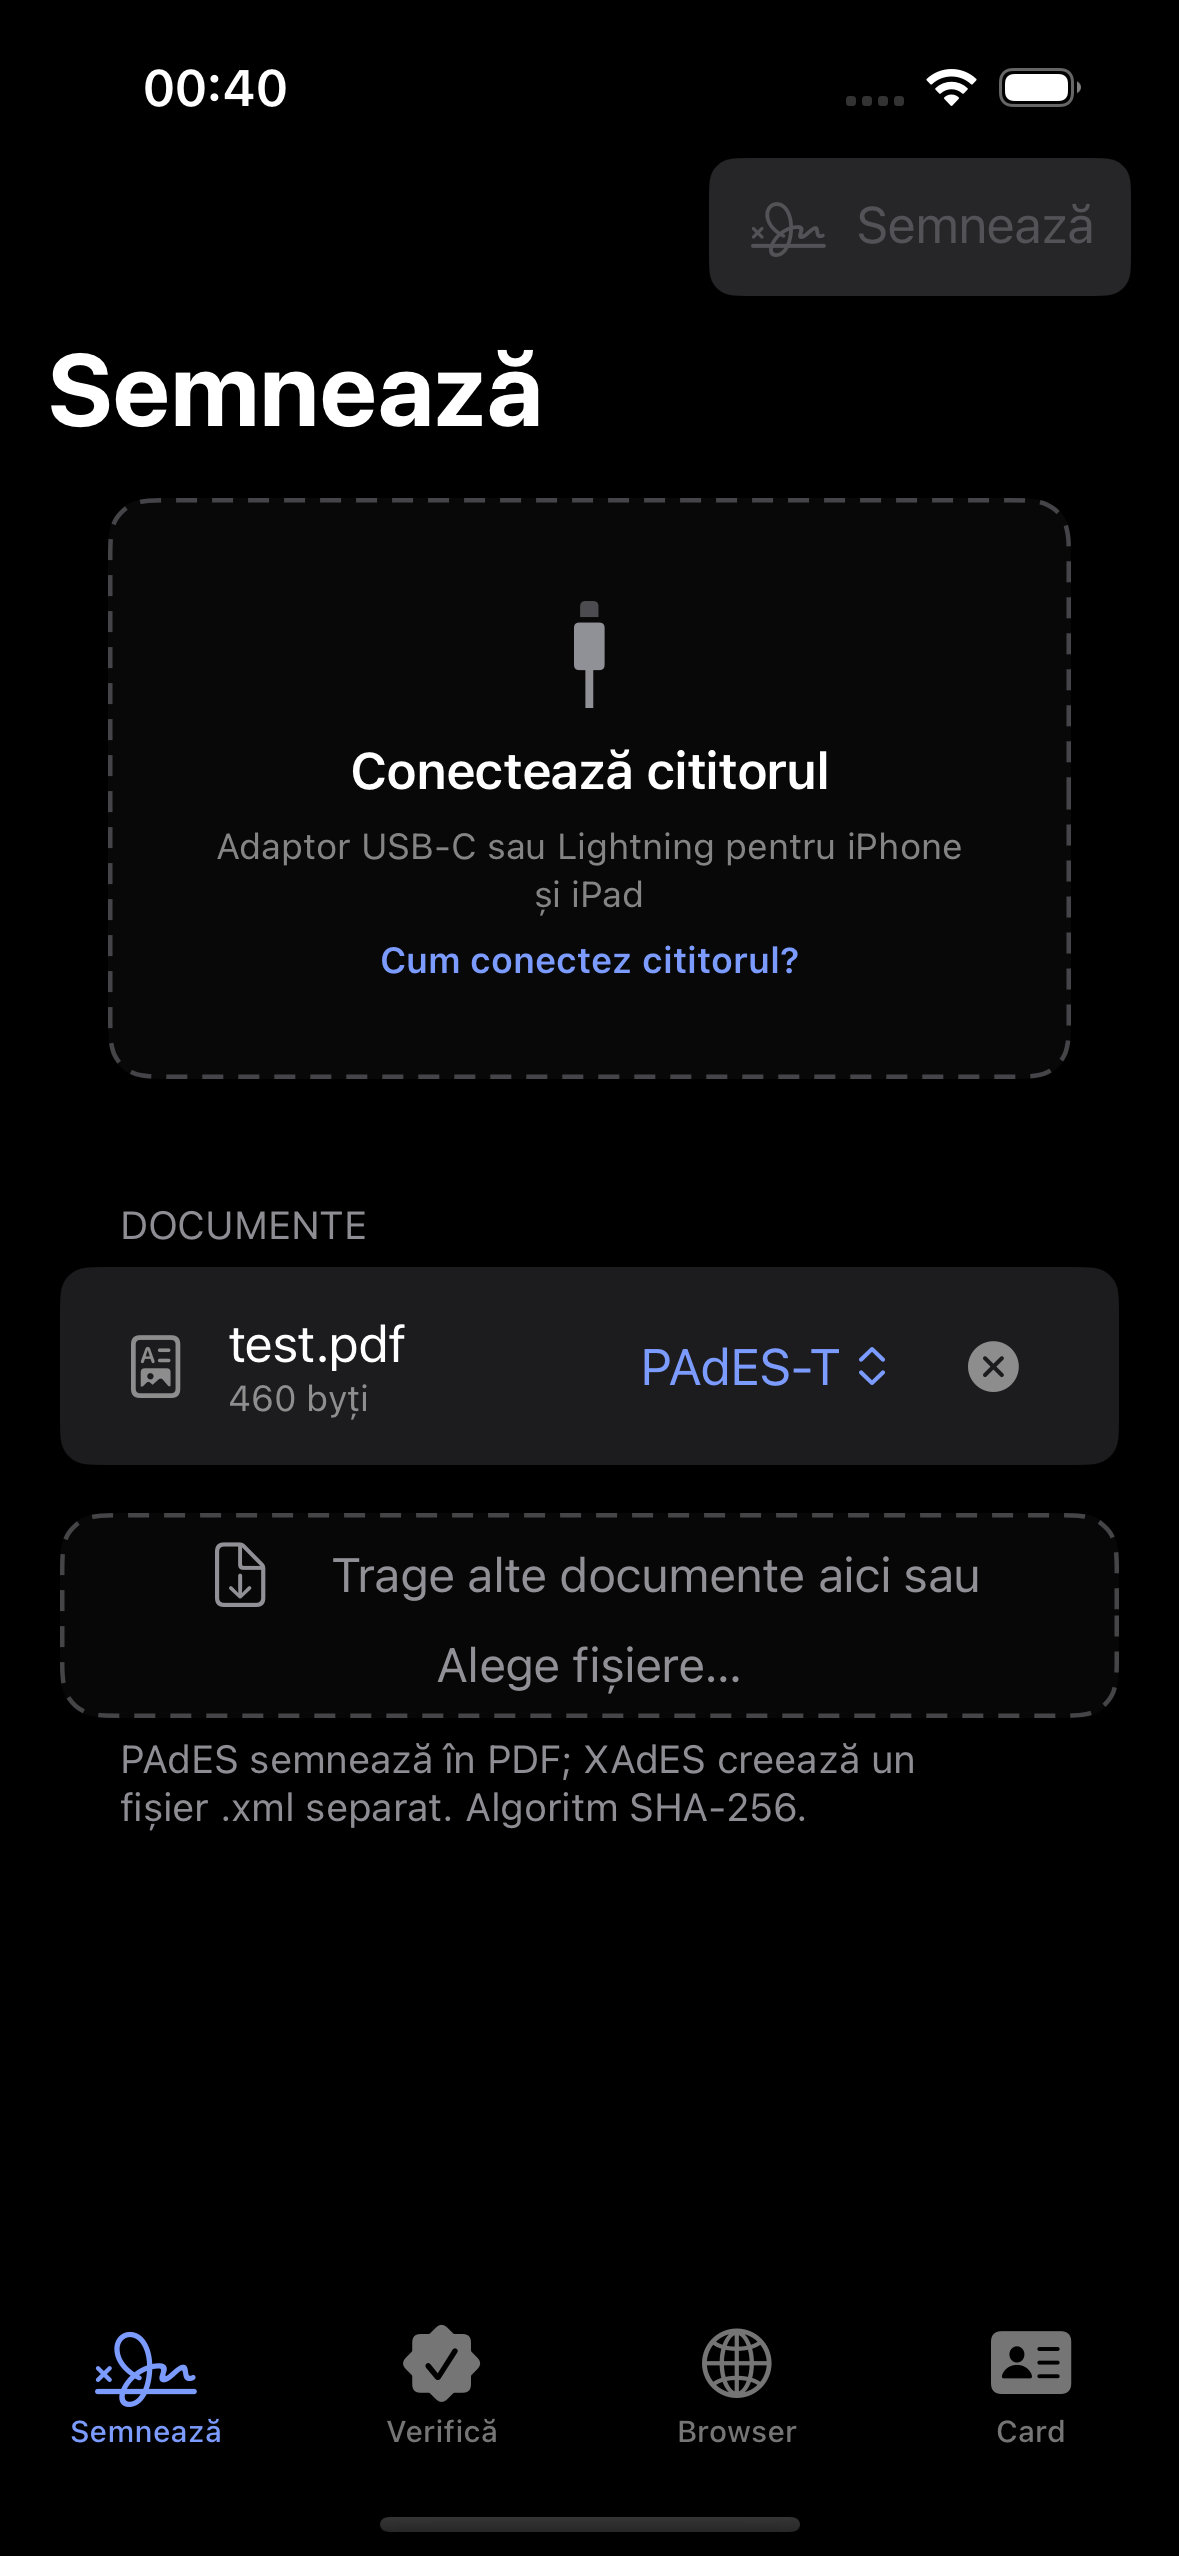 00:40
Semnează
Semnează
Conectează cititorul
Adaptor USB-C sau Lightning pentru iPhone
și iPad
Cum conectez cititorul?
DOCUMENTE
test.pdf
PAdES-T
460 byți
Trage alte documente aici sau
Alege fișiere...
PAdES semnează în PDF; XAdES creează un
fișier .xml separat. Algoritm SHA-256.
Semnează
Verifică
Browser
Card